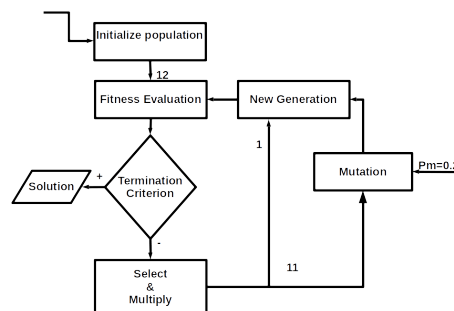 Initialize population
12
Fitness Evaluation
New Generation
1
Mutation
Termination
Criterion
+
Solution
-
Select
&
Multiply
11